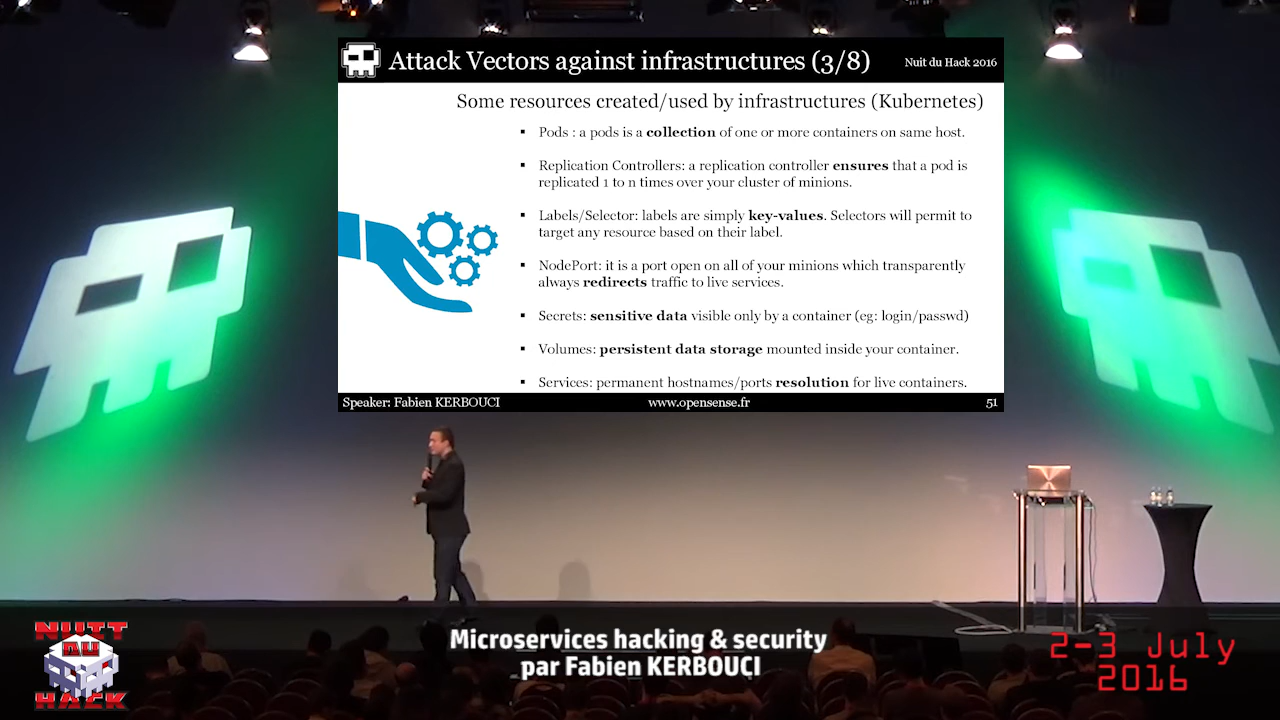 Attack Vectors against infrastructures (3/8)
Nuit du Hack 2016
Some resources created/used by infrastructures (Kubernetes)
▪ Pods : a pods is a collection of one or more containers on same host.
▪ Replication Controllers: a replication controller ensures that a pod is
replicated 1 to n times over your cluster of minions.
▪ Labels/Selector: labels are simply key-values. Selectors will permit to
target any resource based on their label.
▪ NodePort: it is a port open on all of your minions which transparently
always redirects traffic to live services.
▪ Secrets: sensitive data visible only by a container (eg: login/passwd)
▪ Volumes: persistent data storage mounted inside your container.
▪ Services: permanent hostnames/ports resolution for live containers.
Speaker: Fabien KERBOUCI
www.opensense.fr
51
NUIT
DU
HACK
Microservices hacking & security
par Fabien KERBOUCI
2-3 July
2016